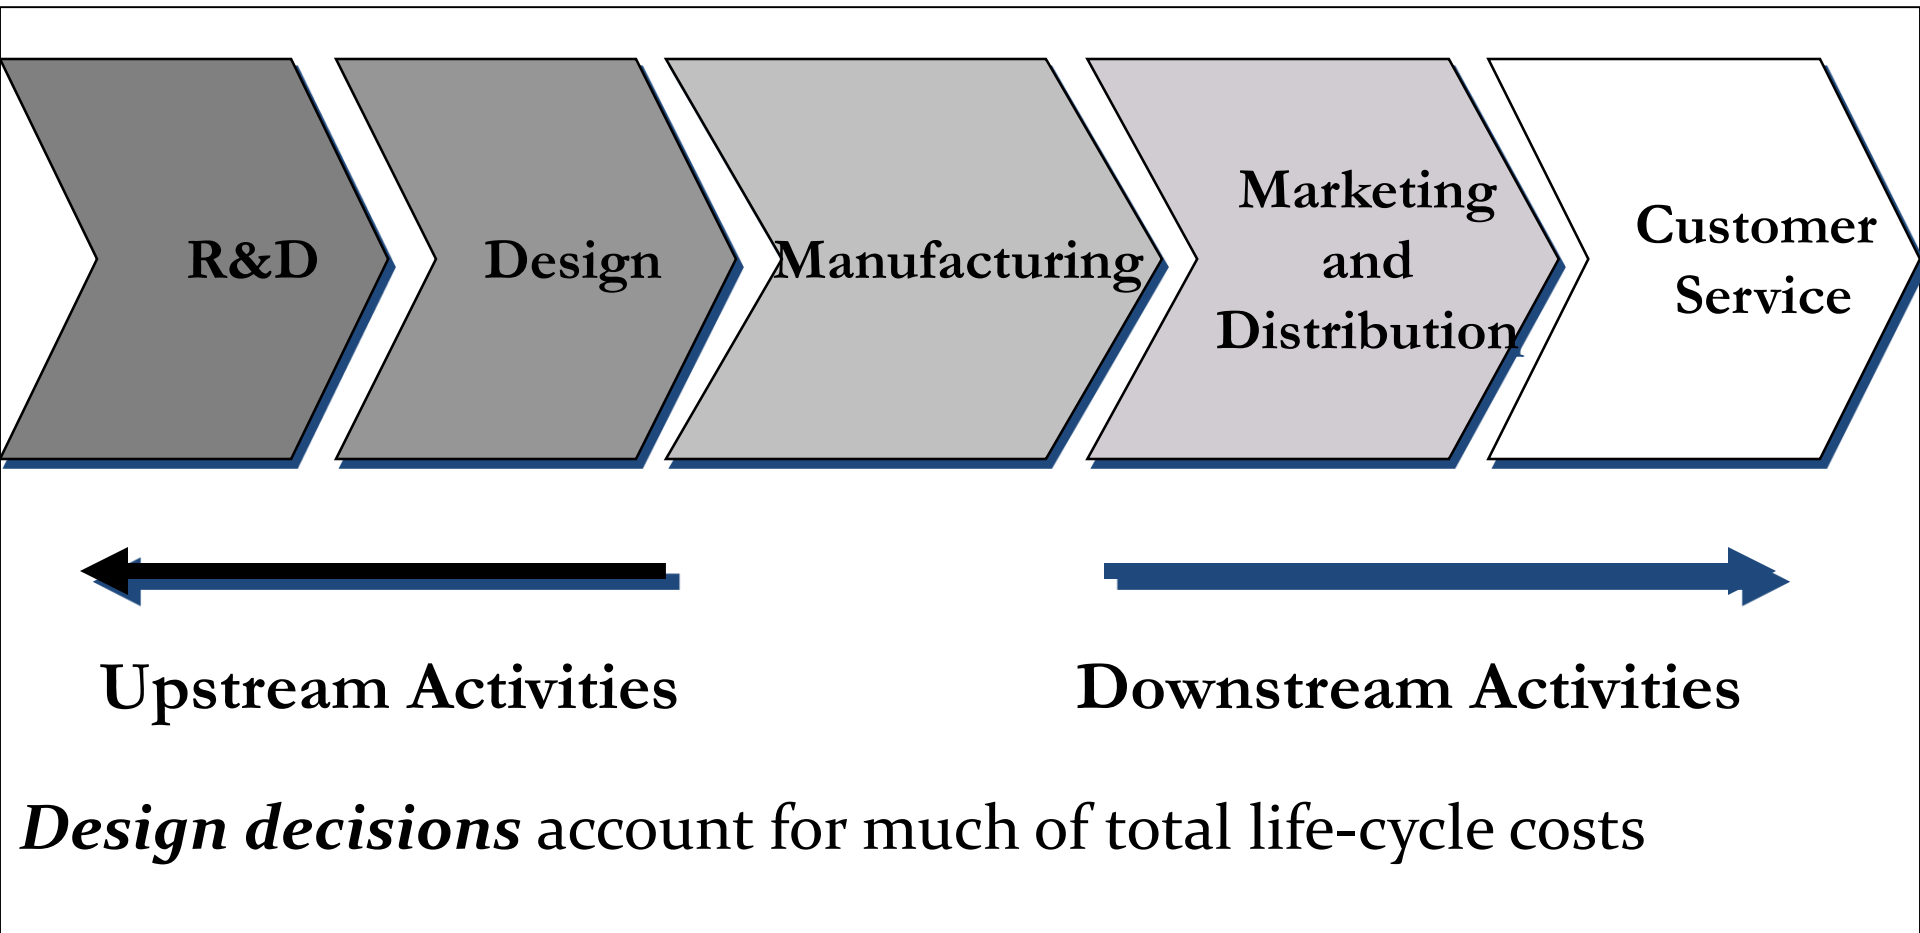 R&D
Design
Manufacturing
Marketing
and
Distribution
Customer
Service
Upstream Activities
Downstream Activities
Design decisions account for much of total life-cycle costs